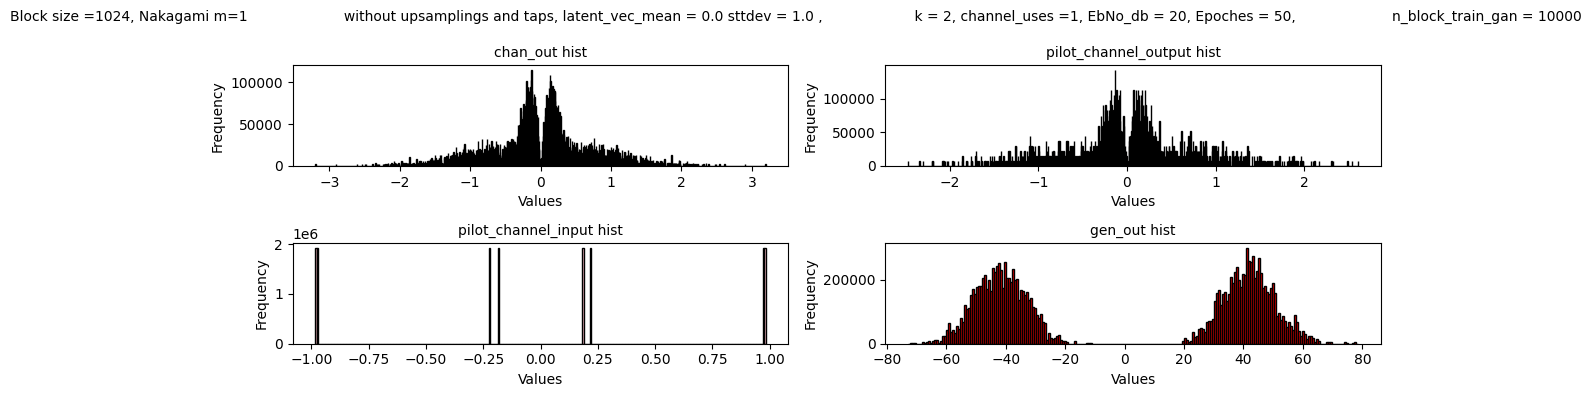 Block size =1024, Nakagami m=1 without upsamplings and taps, latent_vec_mean = 0.0 sttdev = 1.0 , k = 2, channel_uses =1, EbNo_db = 20, Epoches = 50, n_block_train_gan = 10000
chan_out hist
Frequency
100000
50000
0
−3 −2 −1 0 1 2 3
Values
pilot_channel_output hist
Frequency
100000
50000
0
−2 −1 0 1 2
Values
pilot_channel_input hist
1e6
Frequency
2
1
0
−1.00 −0.75 −0.50 −0.25 0.00 0.25 0.50 0.75 1.00
Values
gen_out hist
Frequency
200000
0
−80 −60 −40 −20 0 20 40 60 80
Values